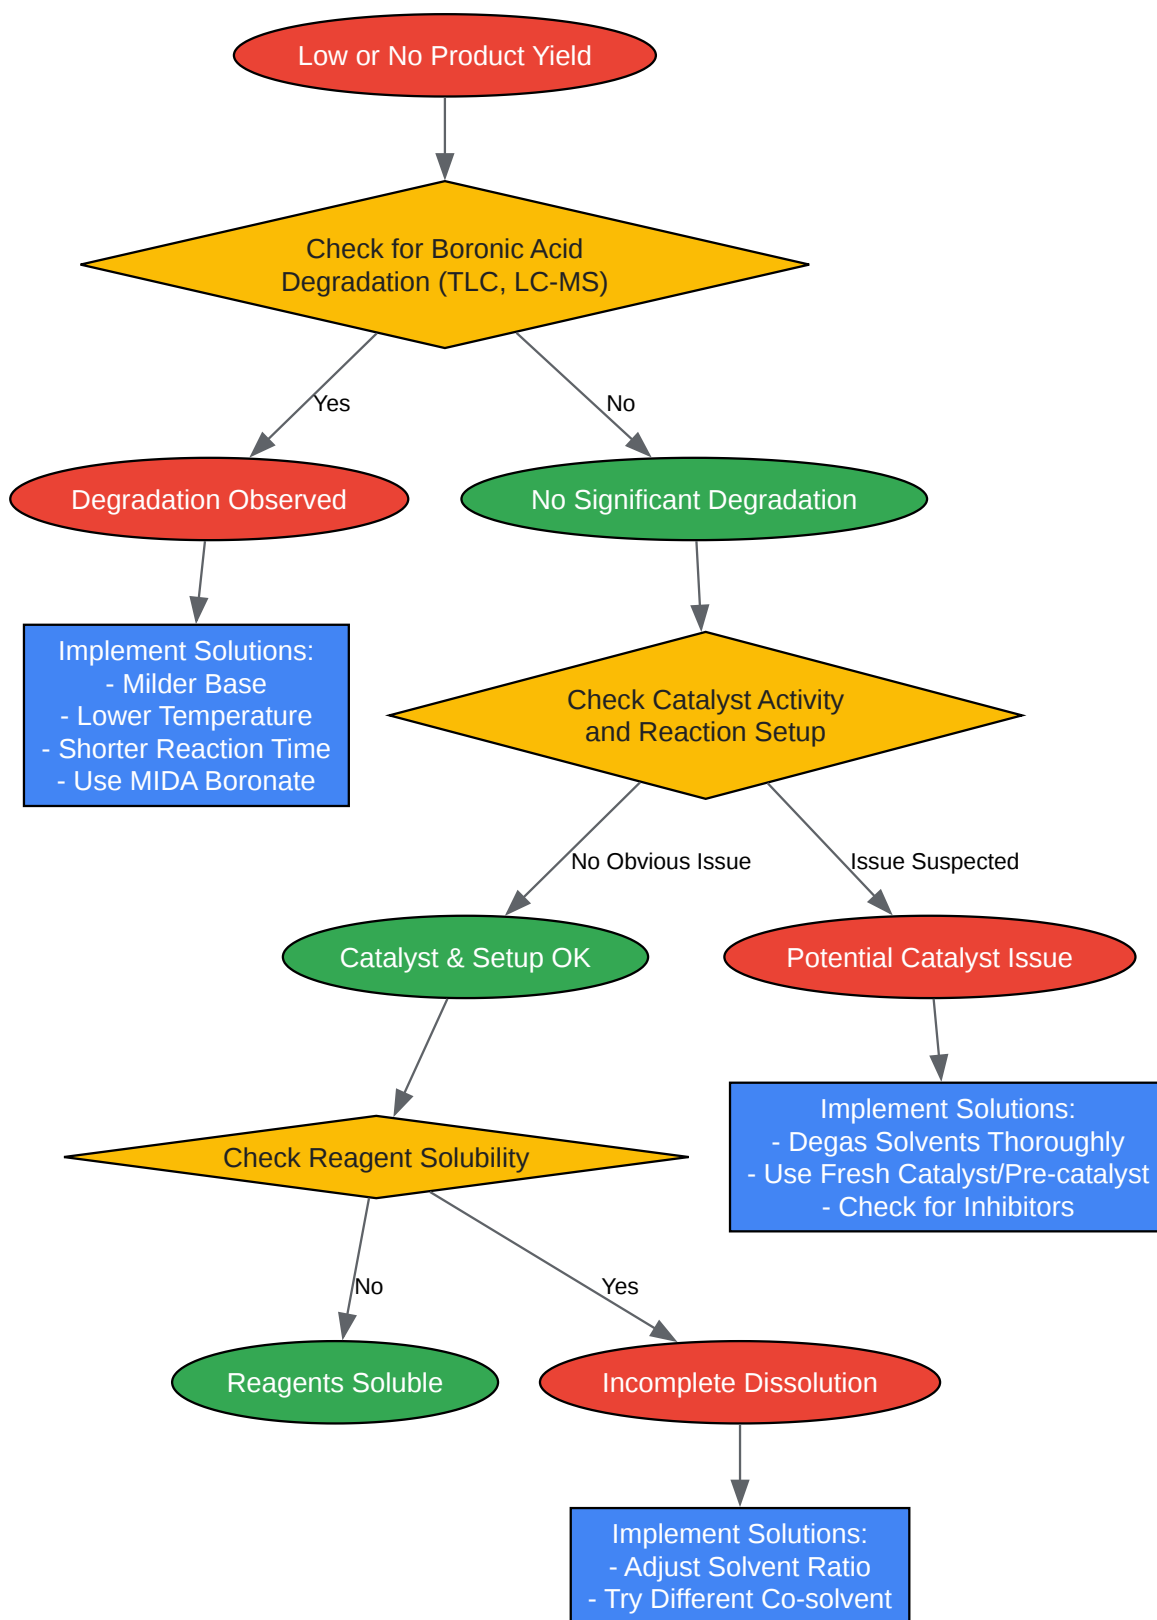 Low or No Product Yield
Check for Boronic Acid
Degradation (TLC, LC-MS)
Yes
No
Degradation Observed
No Significant Degradation
Implement Solutions:
- Milder Base
- Lower Temperature
- Shorter Reaction Time
- Use MIDA Boronate
Check Catalyst Activity
and Reaction Setup
No Obvious Issue
Issue Suspected
Catalyst & Setup OK
Potential Catalyst Issue
Implement Solutions:
- Degas Solvents Thoroughly
- Use Fresh Catalyst/Pre-catalyst
- Check for Inhibitors
Check Reagent Solubility
No
Yes
Reagents Soluble
Incomplete Dissolution
Implement Solutions:
- Adjust Solvent Ratio
- Try Different Co-solvent